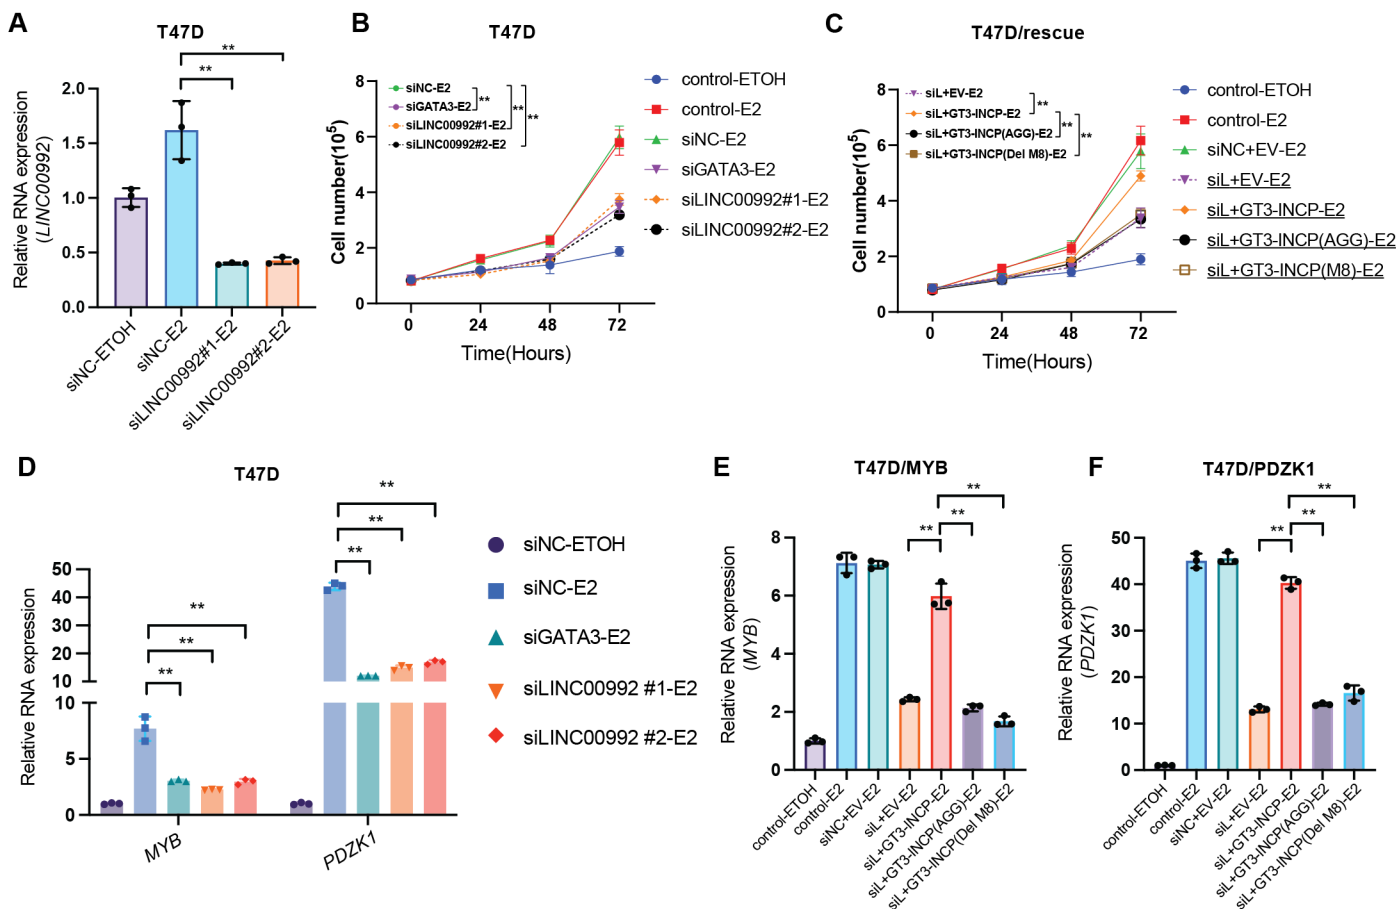 A
T47D
Relative RNA expression
(LINC00992)
2.0
1.5
1.0
0.5
0.0
**
**
siNC-ETOH
siNC-E2
siLINC00992#1-E2
siLINC00992#2-E2
B
T47D
Cell number(10^5)
8
6
4
2
0
siNC-E2
siGATA3-E2
siLINC00992#1-E2
siLINC00992#2-E2
**
**
**
0 24 48 72
Time(Hours)
control-ETOH
control-E2
siNC-E2
siGATA3-E2
siLINC00992#1-E2
siLINC00992#2-E2
C
T47D/rescue
Cell number(10^5)
8
6
4
2
0
siL+EV-E2
siL+GT3-INCP-E2
siL+GT3-INCP(AGG)-E2
siL+GT3-INCP(Del M8)-E2
**
**
**
0 24 48 72
Time(Hours)
control-ETOH
control-E2
siNC+EV-E2
siL+EV-E2
siL+GT3-INCP-E2
siL+GT3-INCP(AGG)-E2
siL+GT3-INCP(M8)-E2
D
T47D
Relative RNA expression
50
40
30
20
10
10
5
0
**
**
**
**
**
**
MYB
PDZK1
siNC-ETOH
siNC-E2
siGATA3-E2
siLINC00992 #1-E2
siLINC00992 #2-E2
E
T47D/MYB
Relative RNA expression
(MYB)
8
6
4
2
0
**
**
**
control-ETOH
control-E2
siNC+EV-E2
siL+EV-E2
siL+GT3-INCP-E2
siL+GT3-INCP(AGG)-E2
siL+GT3-INCP(Del M8)-E2
F
T47D/PDZK1
Relative RNA expression
(PDZK1)
50
40
30
20
10
0
**
**
**
control-ETOH
control-E2
siNC+EV-E2
siL+EV-E2
siL+GT3-INCP-E2
siL+GT3-INCP(AGG)-E2
siL+GT3-INCP(Del M8)-E2